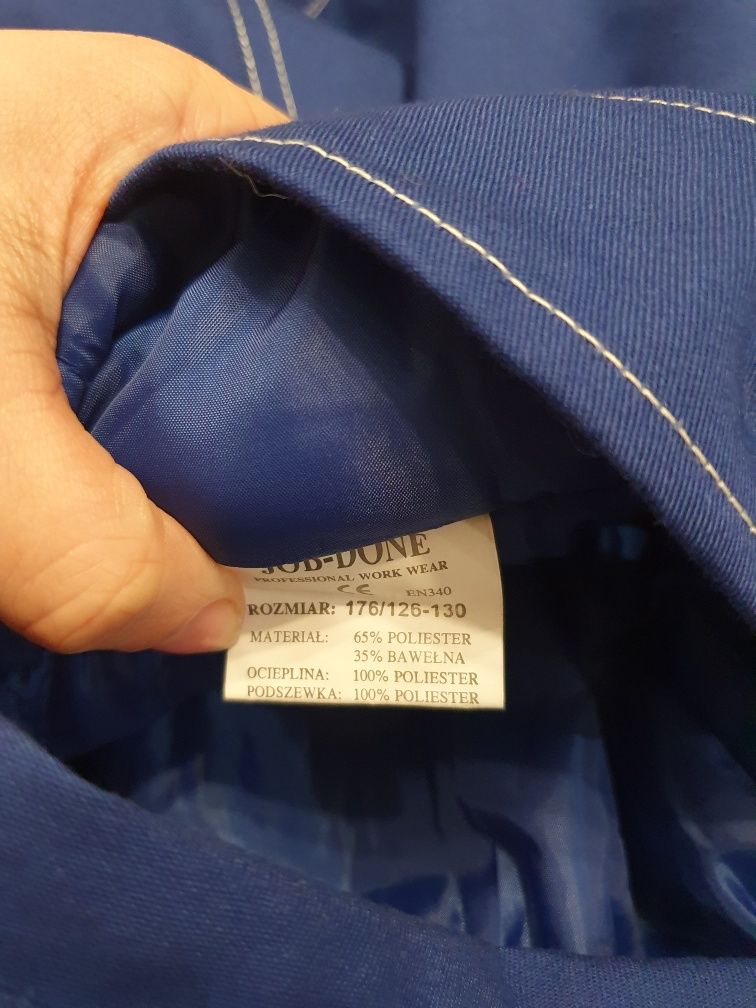 JOB-DONE
PROFESSIONAL WORK WEAR
CE EN340
ROZMIAR: 176/126-130
MATERIAŁ: 65% POLIESTER
35% BAWEŁNA
OCIEPLINA: 100% POLIESTER
PODSZEWKA: 100% POLIESTER